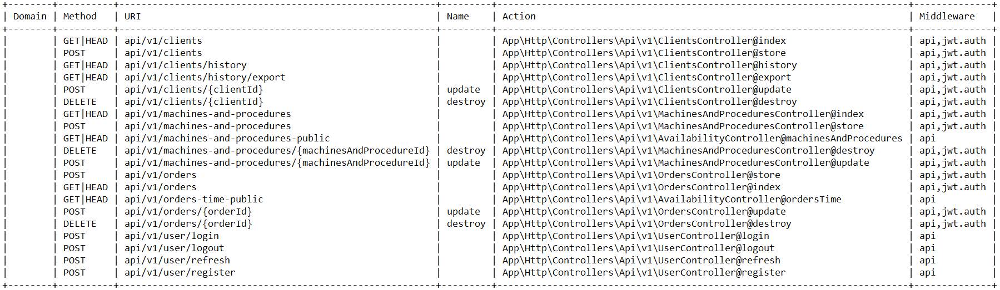 +--------+----------+---------------------------------------------------------+---------+--------------------------------------------------------------------------+--------------+
| Domain | Method   | URI                                                     | Name    | Action                                                                   | Middleware   |
+--------+----------+---------------------------------------------------------+---------+--------------------------------------------------------------------------+--------------+
|        | GET|HEAD | api/v1/clients                                          |         | App\Http\Controllers\Api\v1\ClientsController@index                      | api,jwt.auth |
|        | POST     | api/v1/clients                                          |         | App\Http\Controllers\Api\v1\ClientsController@store                      | api,jwt.auth |
|        | GET|HEAD | api/v1/clients/history                                  |         | App\Http\Controllers\Api\v1\ClientsController@history                    | api,jwt.auth |
|        | GET|HEAD | api/v1/clients/history/export                           |         | App\Http\Controllers\Api\v1\ClientsController@export                     | api,jwt.auth |
|        | POST     | api/v1/clients/{clientId}                               | update  | App\Http\Controllers\Api\v1\ClientsController@update                     | api,jwt.auth |
|        | DELETE   | api/v1/clients/{clientId}                               | destroy | App\Http\Controllers\Api\v1\ClientsController@destroy                    | api,jwt.auth |
|        | GET|HEAD | api/v1/machines-and-procedures                          |         | App\Http\Controllers\Api\v1\MachinesAndProceduresController@index        | api,jwt.auth |
|        | POST     | api/v1/machines-and-procedures                          |         | App\Http\Controllers\Api\v1\MachinesAndProceduresController@store        | api,jwt.auth |
|        | GET|HEAD | api/v1/machines-and-procedures-public                   |         | App\Http\Controllers\Api\v1\AvailabilityController@machinesAndProcedures | api          |
|        | DELETE   | api/v1/machines-and-procedures/{machinesAndProcedureId} | destroy | App\Http\Controllers\Api\v1\MachinesAndProceduresController@destroy      | api,jwt.auth |
|        | POST     | api/v1/machines-and-procedures/{machinesAndProcedureId} | update  | App\Http\Controllers\Api\v1\MachinesAndProceduresController@update       | api,jwt.auth |
|        | POST     | api/v1/orders                                           |         | App\Http\Controllers\Api\v1\OrdersController@store                       | api,jwt.auth |
|        | GET|HEAD | api/v1/orders                                           |         | App\Http\Controllers\Api\v1\OrdersController@index                       | api,jwt.auth |
|        | GET|HEAD | api/v1/orders-time-public                               |         | App\Http\Controllers\Api\v1\AvailabilityController@ordersTime            | api          |
|        | POST     | api/v1/orders/{orderId}                                 | update  | App\Http\Controllers\Api\v1\OrdersController@update                      | api,jwt.auth |
|        | DELETE   | api/v1/orders/{orderId}                                 | destroy | App\Http\Controllers\Api\v1\OrdersController@destroy                     | api,jwt.auth |
|        | POST     | api/v1/user/login                                       |         | App\Http\Controllers\Api\v1\UserController@login                         | api          |
|        | POST     | api/v1/user/logout                                      |         | App\Http\Controllers\Api\v1\UserController@logout                        | api          |
|        | POST     | api/v1/user/refresh                                     |         | App\Http\Controllers\Api\v1\UserController@refresh                       | api          |
|        | POST     | api/v1/user/register                                    |         | App\Http\Controllers\Api\v1\UserController@register                      | api          |
+--------+----------+---------------------------------------------------------+---------+--------------------------------------------------------------------------+--------------+